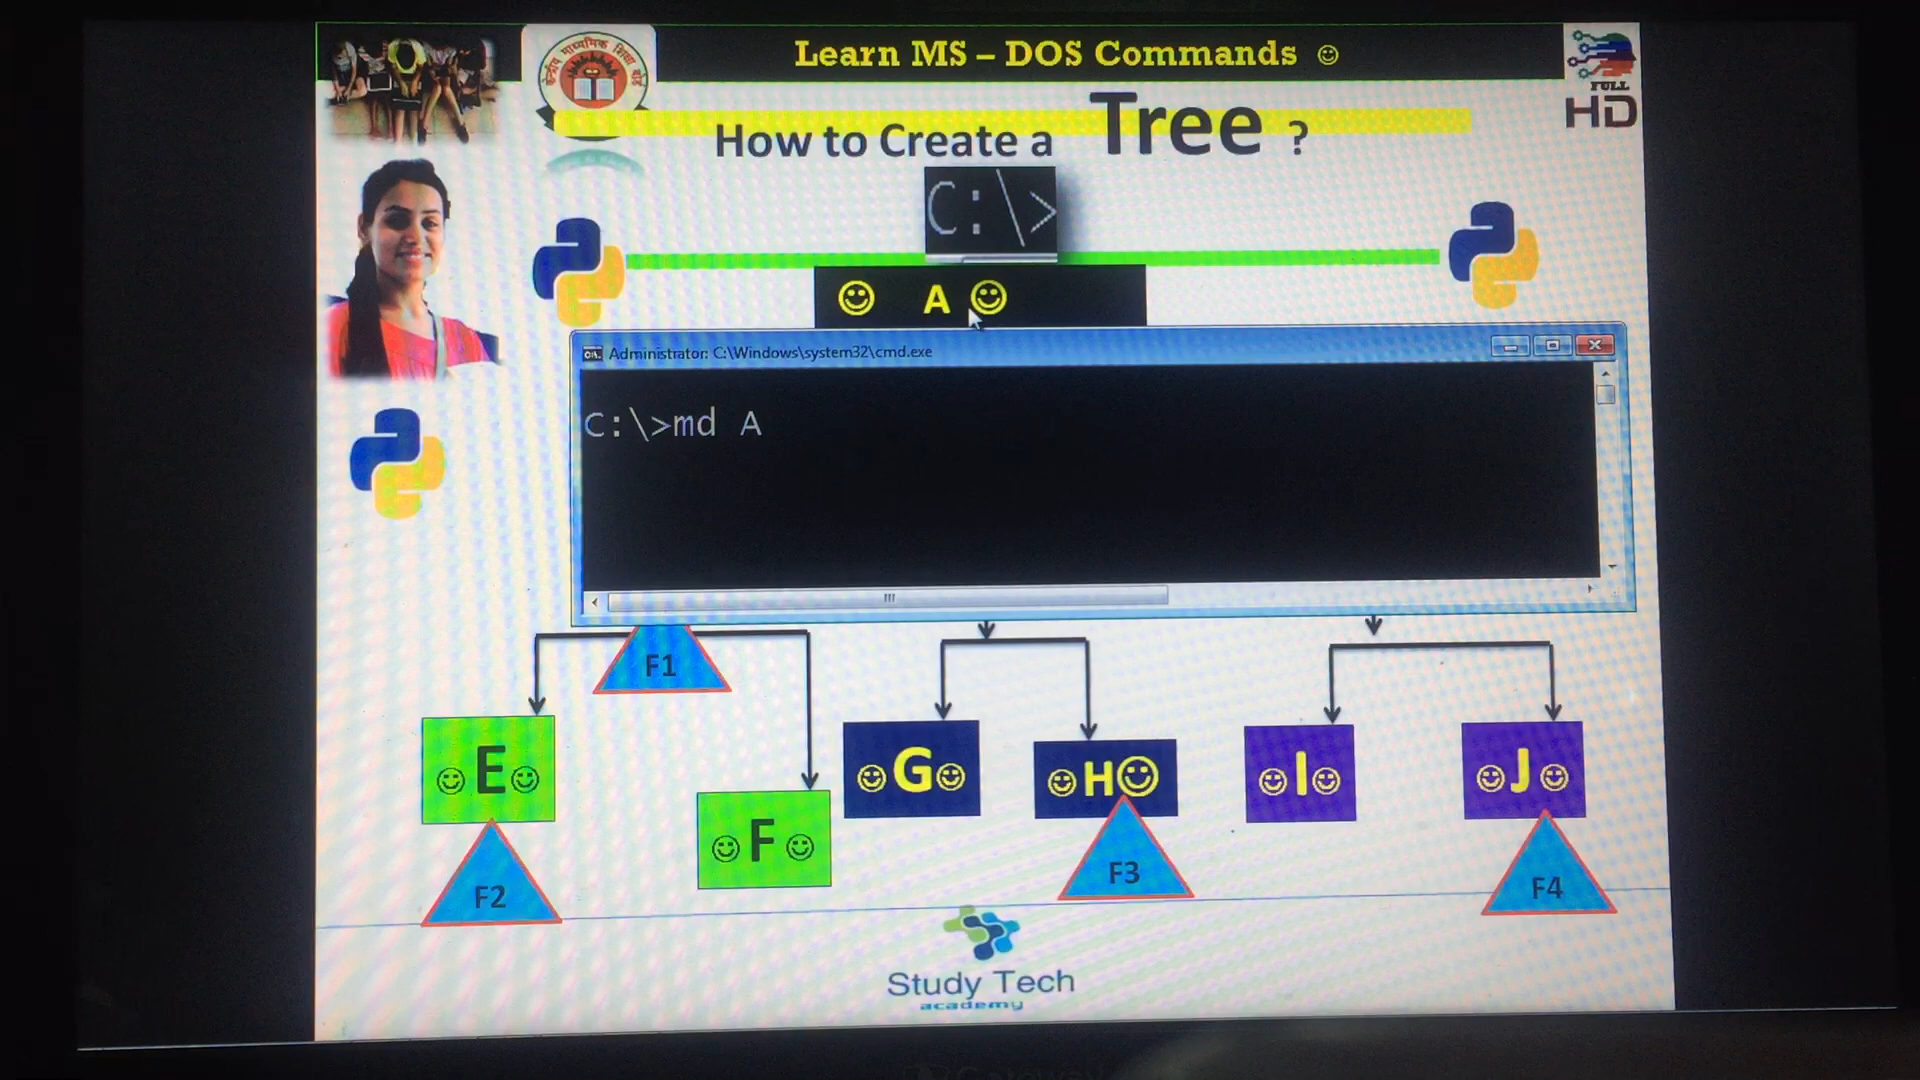 Learn MS – DOS Commands ☺
केन्द्रीय माध्यमिक शिक्षा बोर्ड
FULL
HD
How to Create a Tree ?
C:\>
☺ A ☺
Administrator: C:\Windows\system32\cmd.exe
C:\>md A
F1
☺E☺
☺F☺
☺G☺
☺H☺
☺I☺
☺J☺
F2
F3
F4
Study Tech
academy